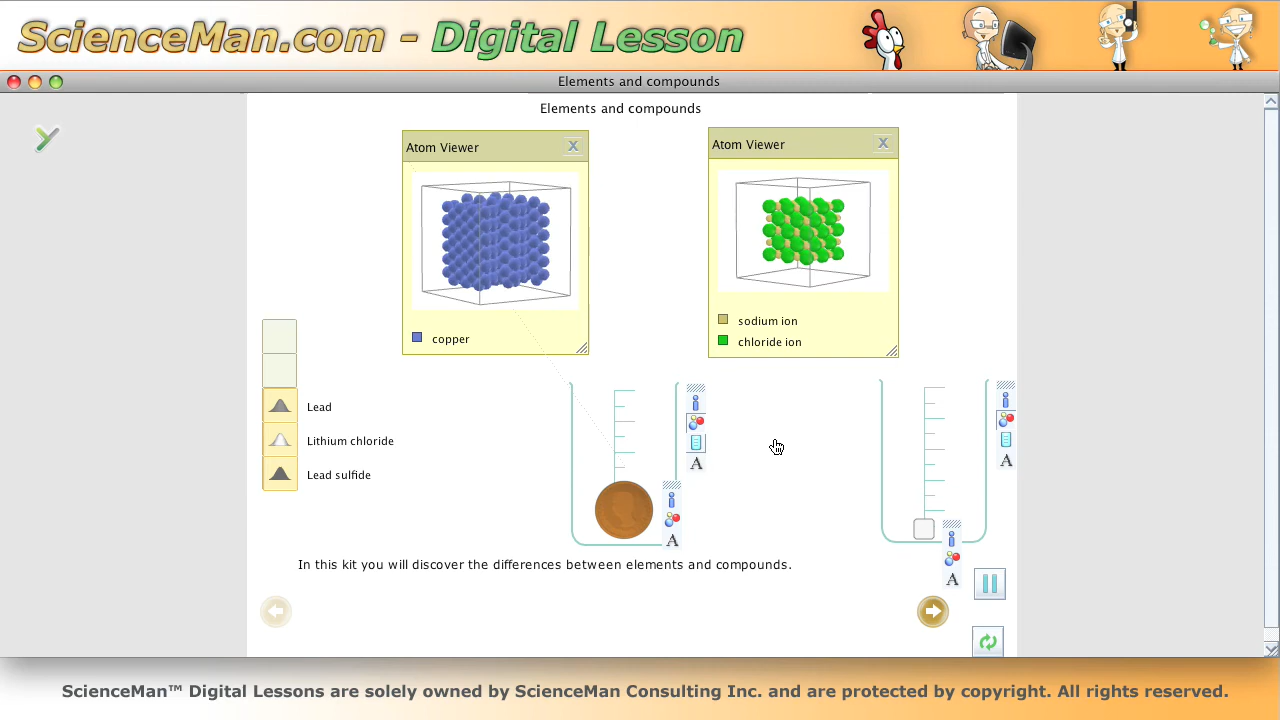 ScienceMan.com - Digital Lesson
Elements and compounds
Elements and compounds
Atom Viewer X
copper
Atom Viewer X
sodium ion
chloride ion
Lead
Lithium chloride
Lead sulfide
A
A
A
A
In this kit you will discover the differences between elements and compounds.
ScienceMan™ Digital Lessons are solely owned by ScienceMan Consulting Inc. and are protected by copyright. All rights reserved.